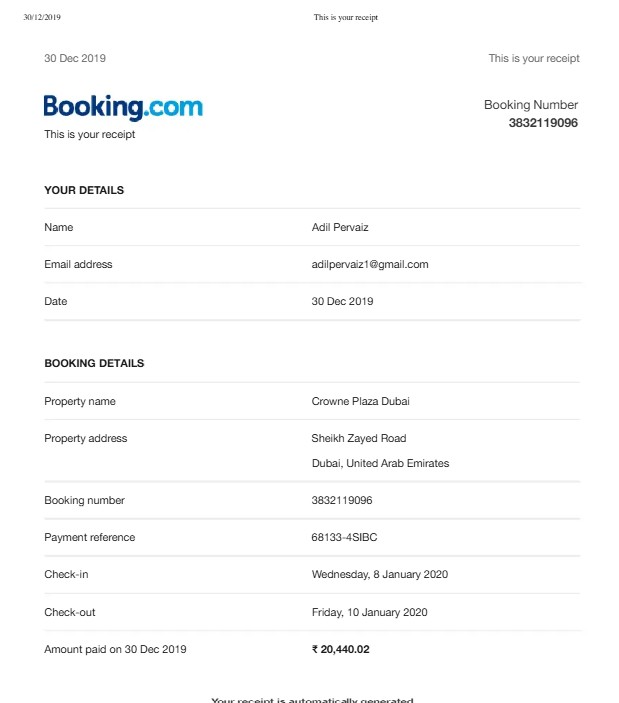 30/12/2019 This is your receipt
30 Dec 2019 This is your receipt
Booking.com
Booking Number
3832119096
This is your receipt
YOUR DETAILS
Name Adil Pervaiz
Email address adilpervaiz1@gmail.com
Date 30 Dec 2019
BOOKING DETAILS
Property name Crowne Plaza Dubai
Property address Sheikh Zayed Road
Dubai, United Arab Emirates
Booking number 3832119096
Payment reference 68133-4SIBC
Check-in Wednesday, 8 January 2020
Check-out Friday, 10 January 2020
Amount paid on 30 Dec 2019 ₹ 20,440.02
Your receipt is automatically generated